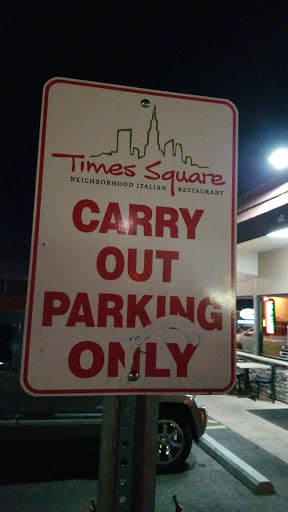 Times Square
NEIGHBORHOOD ITALIAN RESTAURANT
CARRY
OUT
PARKING
ONLY